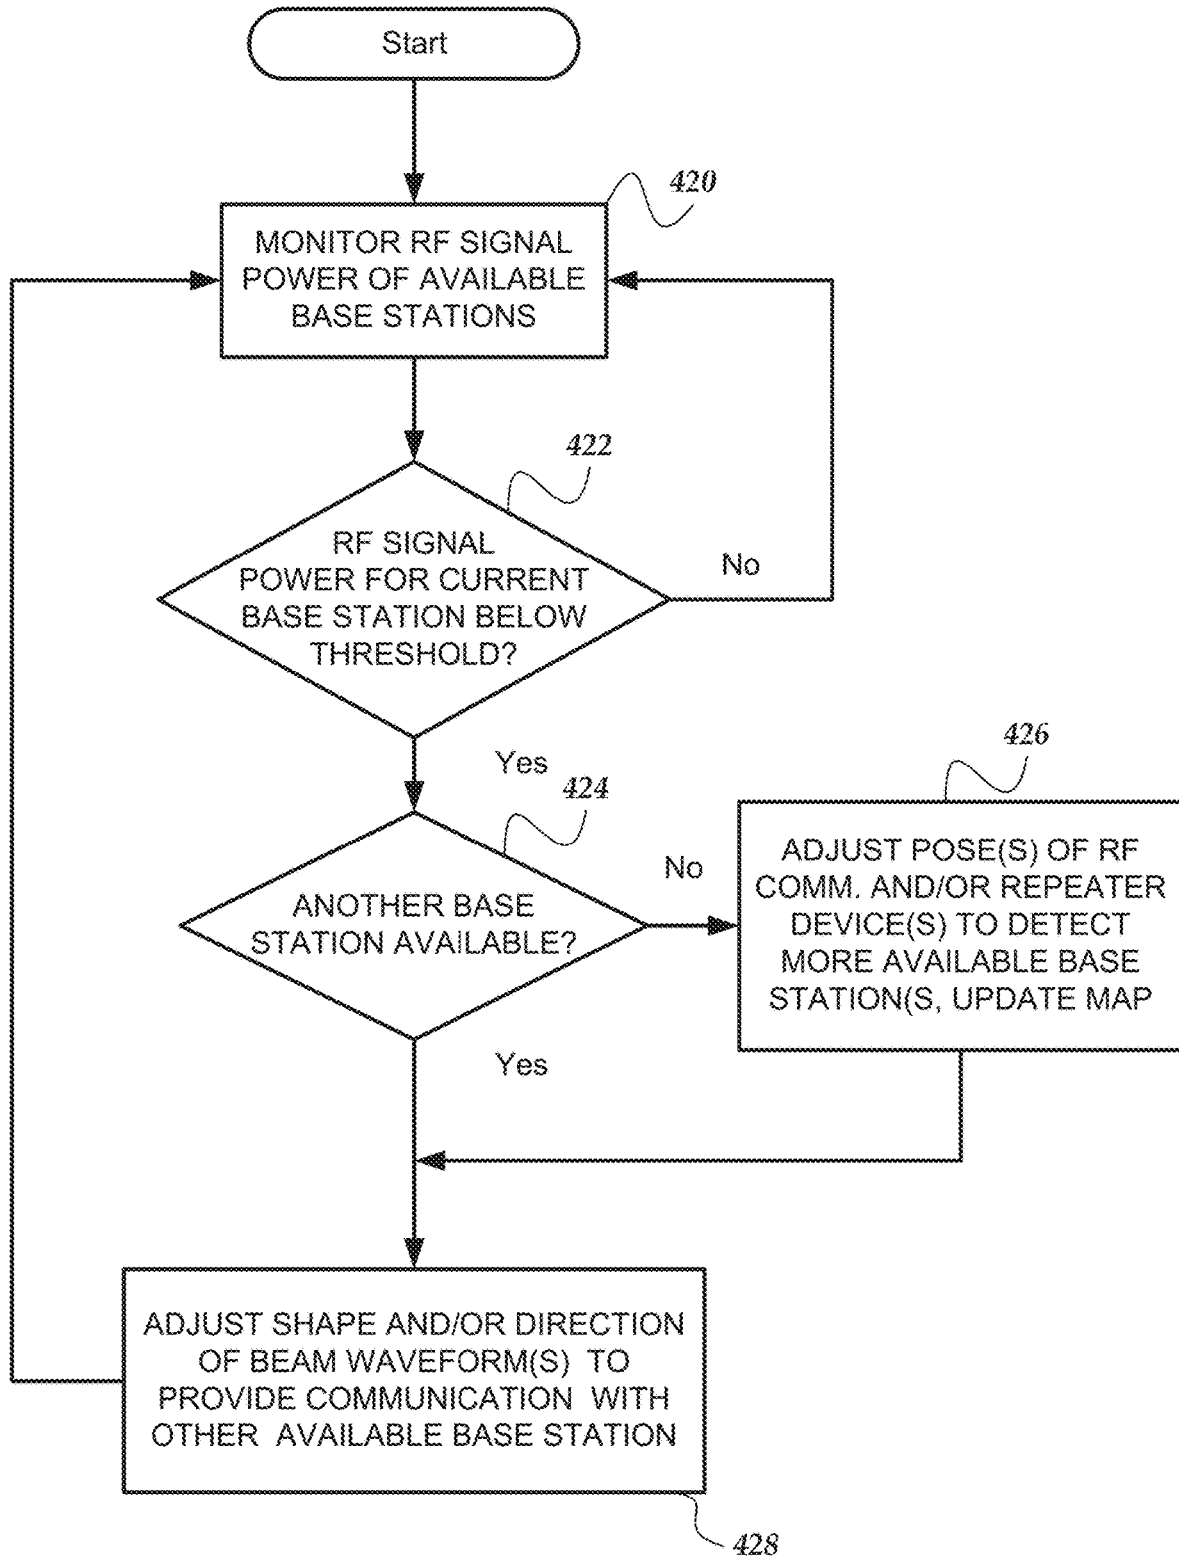 Start
420
MONITOR RF SIGNAL
POWER OF AVAILABLE
BASE STATIONS
422
RF SIGNAL
POWER FOR CURRENT
BASE STATION BELOW
THRESHOLD?
No
Yes
424
ANOTHER BASE
STATION AVAILABLE?
No
426
ADJUST POSE(S) OF RF
COMM. AND/OR REPEATER
DEVICE(S) TO DETECT
MORE AVAILABLE BASE
STATION(S, UPDATE MAP
Yes
ADJUST SHAPE AND/OR DIRECTION
OF BEAM WAVEFORM(S) TO
PROVIDE COMMUNICATION WITH
OTHER AVAILABLE BASE STATION
428